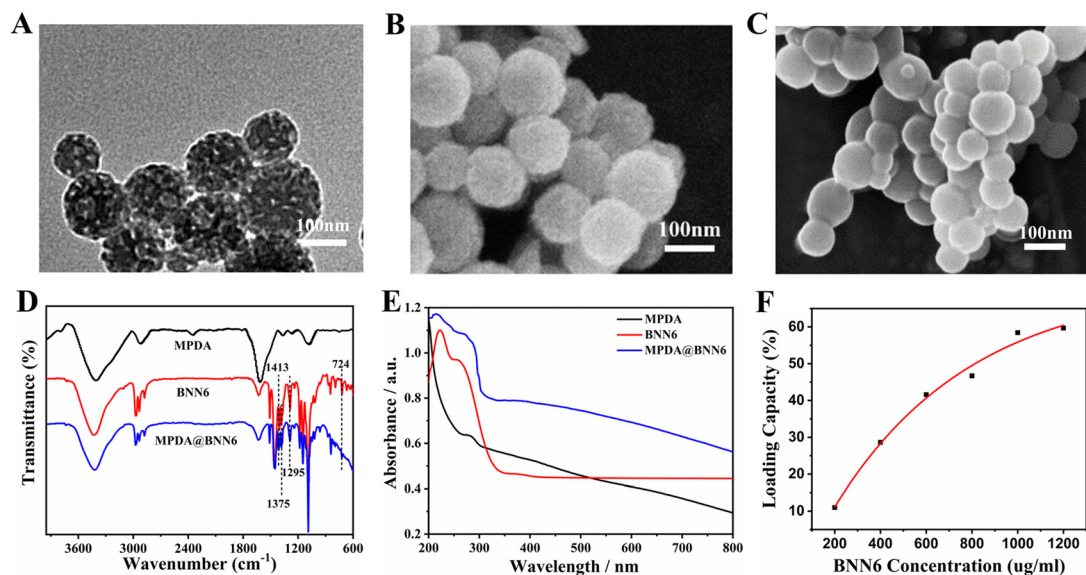 A
100nm
B
100nm
C
100nm
D
Transmittance (%)
MPDA
1413
724
BNN6
MPDA@BNN6
1295
1375
3600 3000 2400 1800 1200 600
Wavenumber (cm-1)
E
Absorbance / a.u.
1.2
1.0
0.8
0.6
0.4
0.2
MPDA
BNN6
MPDA@BNN6
200 300 400 500 600 700 800
Wavelength / nm
F
Loading Capacity (%)
60
50
40
30
20
10
200 400 600 800 1000 1200
BNN6 Concentration (ug/ml)